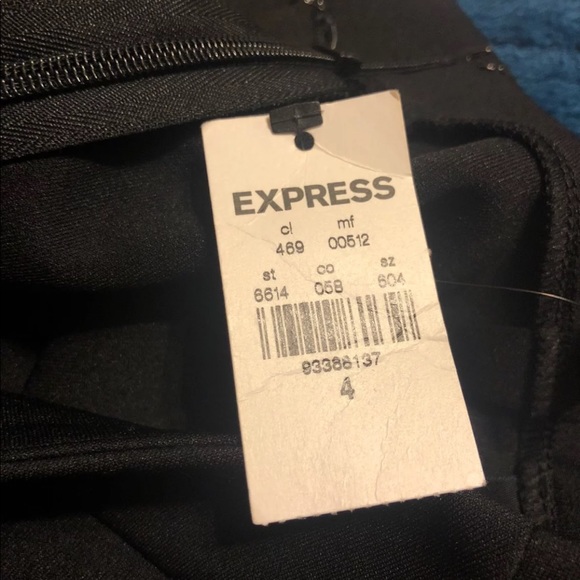 EXPRESS
cl mf
469 00512
st co sz
6614 058 604
93386137
4